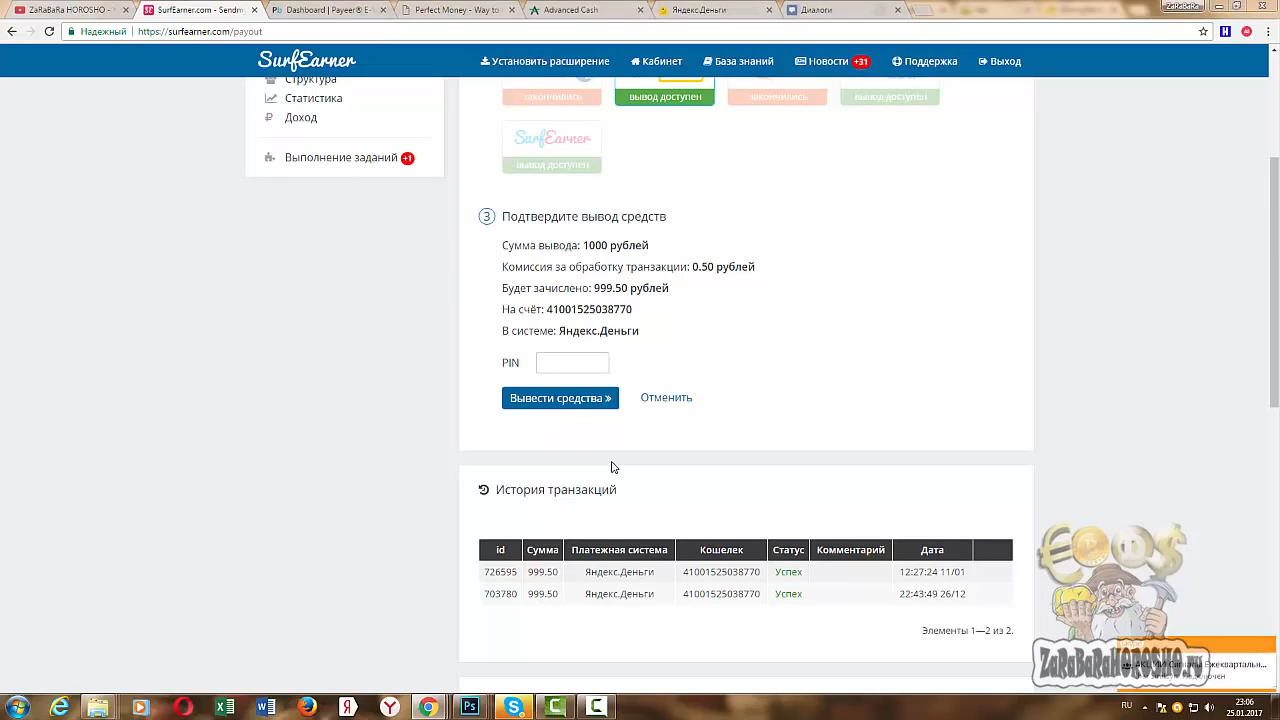 ZaRaBaRa HOROSHO -
SurfEarner.com - Sendm
Dashboard | Payeer® E-
Perfect Money - Way to
Advanced Cash
Яндекс.Деньги
Диалоги
ZaRaBaRa
Надежный
https://surfearner.com/payout
SurfEarner
Установить расширение
Кабинет
База знаний
Новости +31
Поддержка
Выход
Структура
Статистика
Доход
Выполнение заданий +1
закончились
вывод доступен
закончились
вывод доступен
SurfEarner
вывод доступен
3 Подтвердите вывод средств
Сумма вывода: 1000 рублей
Комиссия за обработку транзакции: 0.50 рублей
Будет зачислено: 999.50 рублей
На счёт: 41001525038770
В системе: Яндекс.Деньги
PIN
Вывести средства »
Отменить
История транзакций
id Сумма Платежная система Кошелек Статус Комментарий Дата
726595 999.50 Яндекс.Деньги 41001525038770 Успех 12:27:24 11/01
703780 999.50 Яндекс.Деньги 41001525038770 Успех 22:43:49 26/12
Элементы 1—2 из 2.
ZaRaBaRaHOROSHO.ru
RU
23:06
25.01.2017